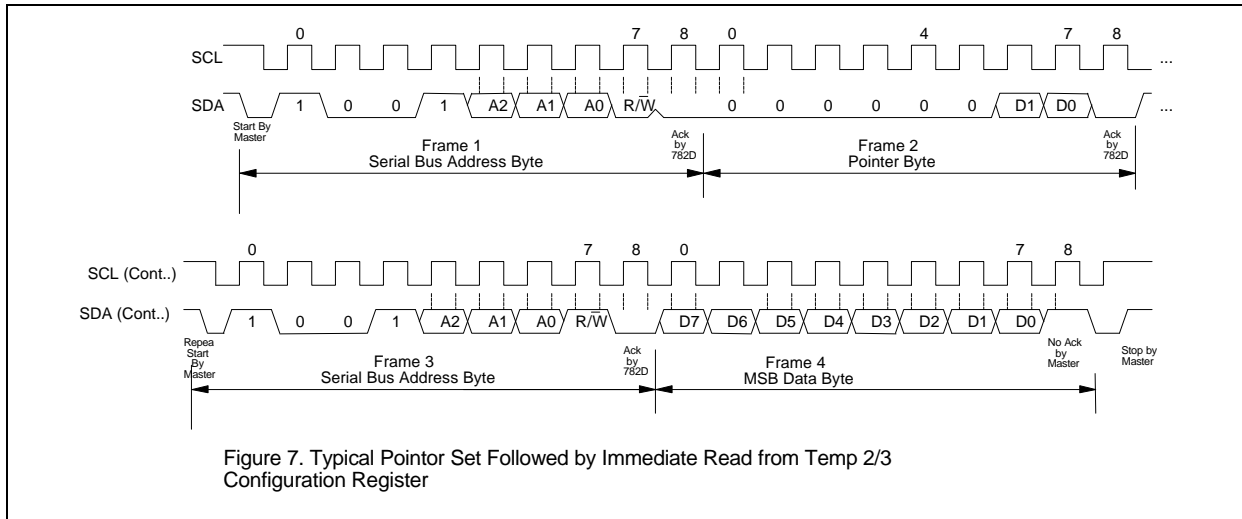 0 7 8 0 4 7 8
SCL ...
SDA 1 0 0 1 A2 A1 A0 R/W 0 0 0 0 0 0 D1 D0 ...
Start By
Master
Ack
by
782D
Ack
by
782D
Frame 1
Serial Bus Address Byte
Frame 2
Pointer Byte
0 7 8 0 7 8
SCL (Cont..)
SDA (Cont..) 1 0 0 1 A2 A1 A0 R/W D7 D6 D5 D4 D3 D2 D1 D0
Repea
Start
By
Master
Frame 3
Serial Bus Address Byte
Ack
by
782D
Frame 4
MSB Data Byte
No Ack
by
Master
Stop by
Master
Figure 7. Typical Pointor Set Followed by Immediate Read from Temp 2/3
Configuration Register